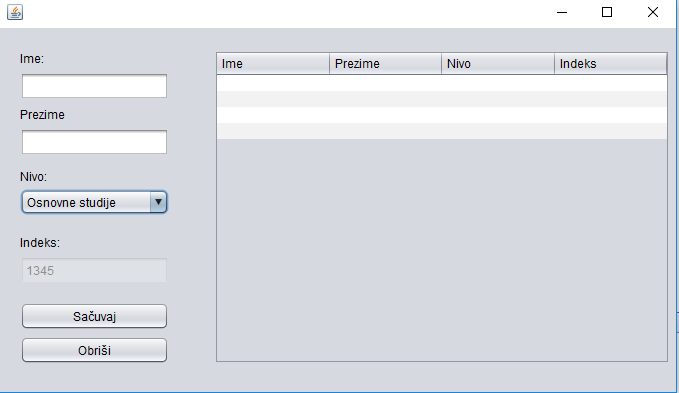 Ime:
Prezime
Nivo:
Osnovne studije
Indeks:
1345
Sačuvaj
Obriši
Ime Prezime Nivo Indeks